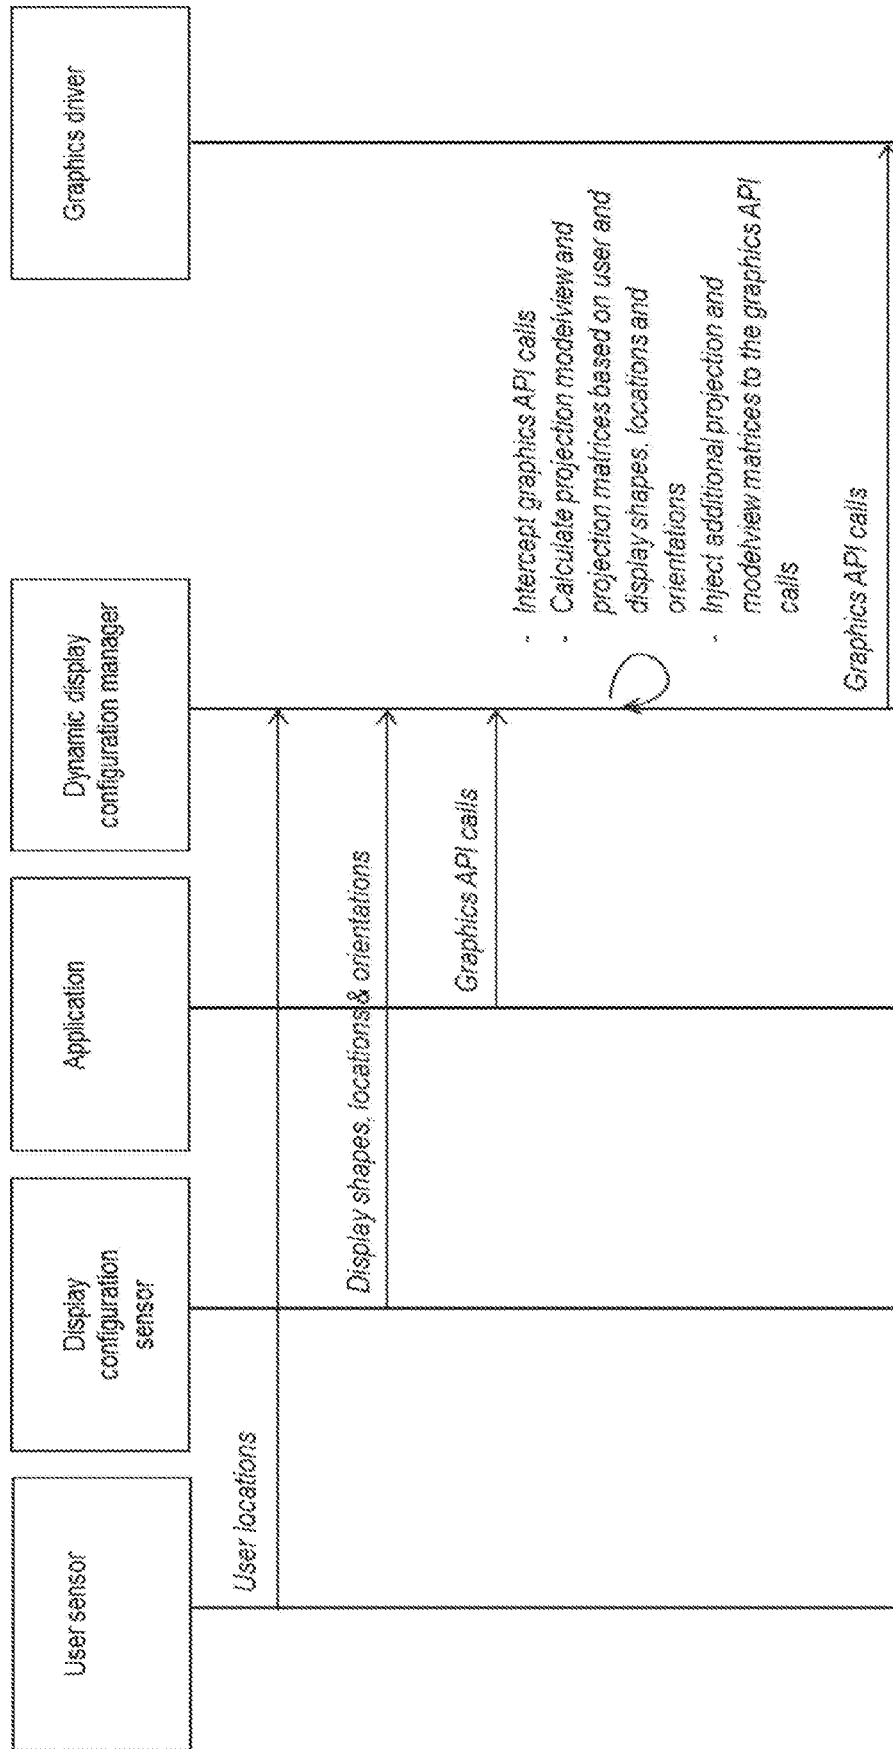 User sensor
Display
configuration
sensor
Application
Dynamic display
configuration manager
Graphics driver
User locations
Display shapes, locations & orientations
Graphics API calls
- Intercept graphics API calls
- Calculate projection modelview and
projection matrices based on user and
display shapes, locations and
orientations
- Inject additional projection and
modelview matrices to the graphics API
calls
Graphics API calls